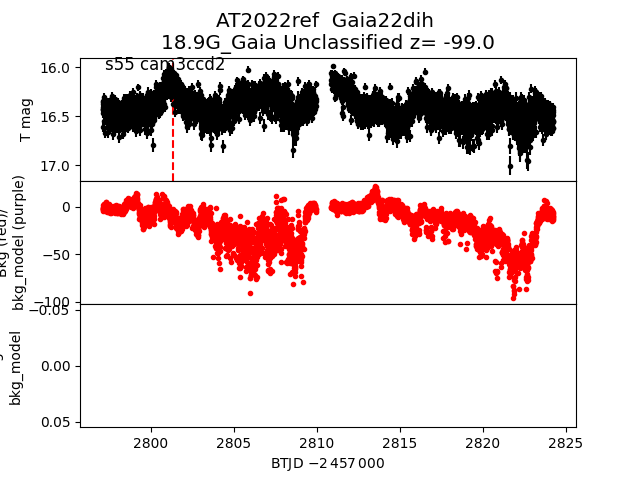 AT2022ref  Gaia22dih
18.9G_Gaia Unclassified z= -99.0
s55 cam3ccd2
16.0
16.5
17.0
T mag
0
−50
−100
bkg_model (purple)
−0.05
0.00
0.05
bkg_model
2800
2805
2810
2815
2820
2825
BTJD −2 457 000